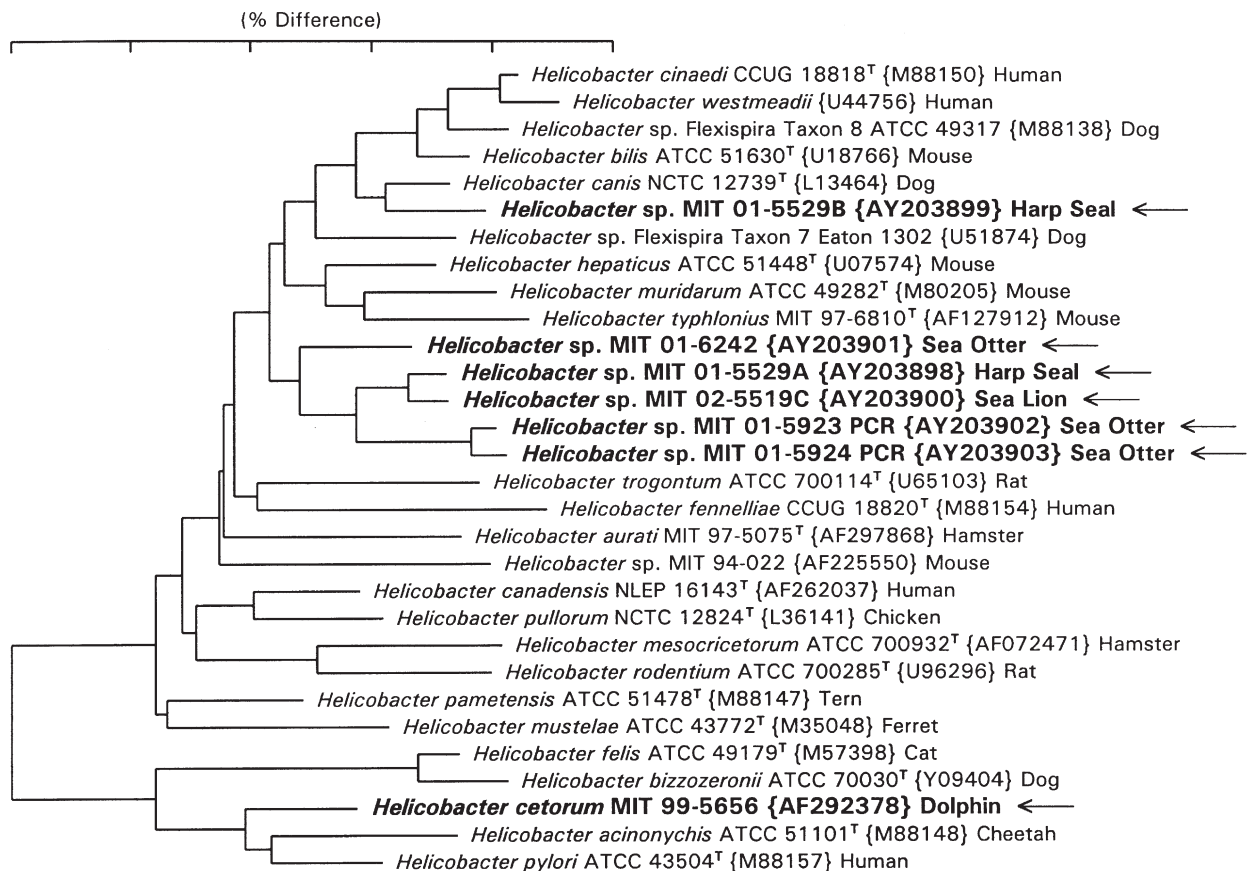 (% Difference)
Helicobacter cinaedi CCUG 18818ᵀ {M88150} Human
Helicobacter westmeadii {U44756} Human
Helicobacter sp. Flexispira Taxon 8 ATCC 49317 {M88138} Dog
Helicobacter bilis ATCC 51630ᵀ {U18766} Mouse
Helicobacter canis NCTC 12739ᵀ {L13464} Dog
Helicobacter sp. MIT 01-5529B {AY203899} Harp Seal
Helicobacter sp. Flexispira Taxon 7 Eaton 1302 {U51874} Dog
Helicobacter hepaticus ATCC 51448ᵀ {U07574} Mouse
Helicobacter muridarum ATCC 49282ᵀ {M80205} Mouse
Helicobacter typhlonius MIT 97-6810ᵀ {AF127912} Mouse
Helicobacter sp. MIT 01-6242 {AY203901} Sea Otter
Helicobacter sp. MIT 01-5529A {AY203898} Harp Seal
Helicobacter sp. MIT 02-5519C {AY203900} Sea Lion
Helicobacter sp. MIT 01-5923 PCR {AY203902} Sea Otter
Helicobacter sp. MIT 01-5924 PCR {AY203903} Sea Otter
Helicobacter trogontum ATCC 700114ᵀ {U65103} Rat
Helicobacter fennelliae CCUG 18820ᵀ {M88154} Human
Helicobacter aurati MIT 97-5075ᵀ {AF297868} Hamster
Helicobacter sp. MIT 94-022 {AF225550} Mouse
Helicobacter canadensis NLEP 16143ᵀ {AF262037} Human
Helicobacter pullorum NCTC 12824ᵀ {L36141} Chicken
Helicobacter mesocricetorum ATCC 700932ᵀ {AF072471} Hamster
Helicobacter rodentium ATCC 700285ᵀ {U96296} Rat
Helicobacter pametensis ATCC 51478ᵀ {M88147} Tern
Helicobacter mustelae ATCC 43772ᵀ {M35048} Ferret
Helicobacter felis ATCC 49179ᵀ {M57398} Cat
Helicobacter bizzozeronii ATCC 70030ᵀ {Y09404} Dog
Helicobacter cetorum MIT 99-5656 {AF292378} Dolphin
Helicobacter acinonychis ATCC 51101ᵀ {M88148} Cheetah
Helicobacter pylori ATCC 43504ᵀ {M88157} Human